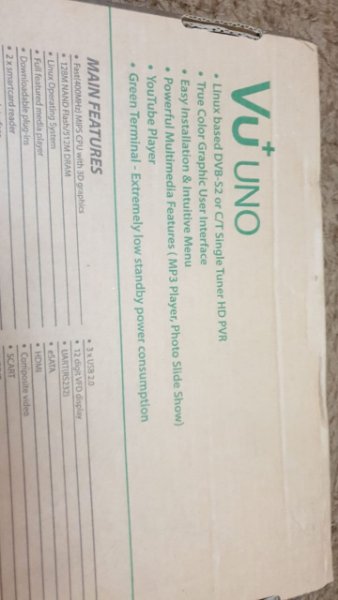 Vu+ UNO
• Linux based DVB-S2 or C/T Single Tuner HD PVR
• True Color Graphic User Interface
• Easy Installation & Intuitive Menu
• Powerful Multimedia Features ( MP3 Player, Photo Slide Show)
• YouTube Player
• Green Terminal - Extremely low standby power consumption
MAIN FEATURES
• Fast(400MHz) MIPS CPU with 3D graphics
• 128M NAND Flash/512M DRAM
• Linux Operating System
• Full featured media player
• Downloadable plug-ins
• 2 x smartcard reader
• 3 x USB 2.0
• 12 digit VFD display
• UART(RS232)
• eSATA
• HDMI
• Composite video
• SCART